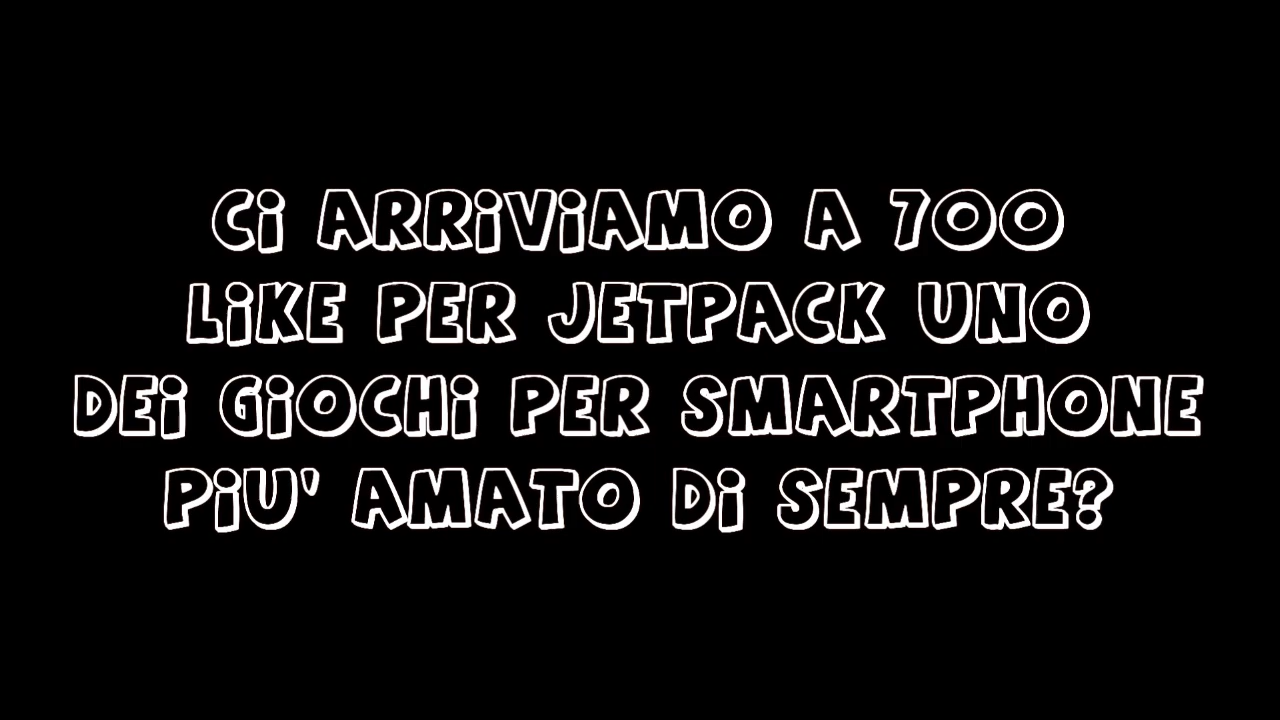 Ci ARRiViAMO A 700
LiKE PER JETPACK UNO
DEi GiOCHi PER SMARTPHONE
PiU' AMATO Di SEMPRE?